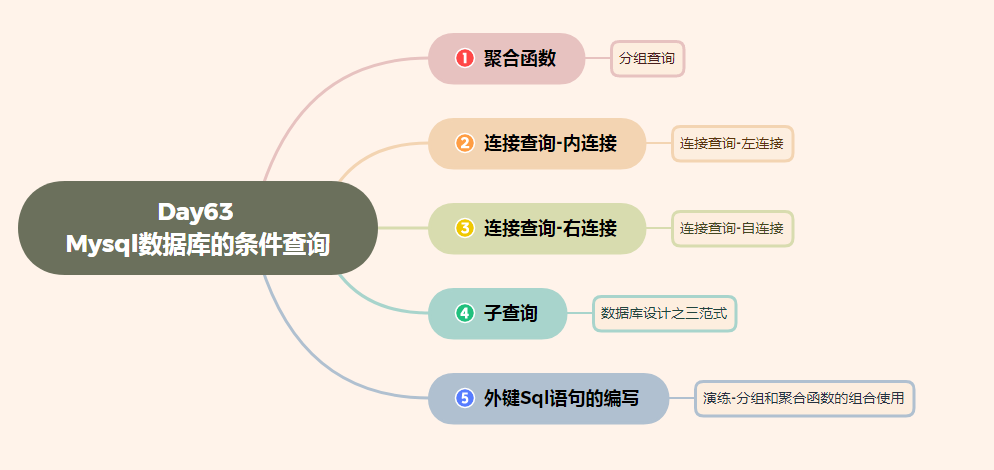 Day63
Mysql数据库的条件查询
1 聚合函数
分组查询
2 连接查询-内连接
连接查询-左连接
3 连接查询-右连接
连接查询-自连接
4 子查询
数据库设计之三范式
5 外键Sql语句的编写
演练-分组和聚合函数的组合使用